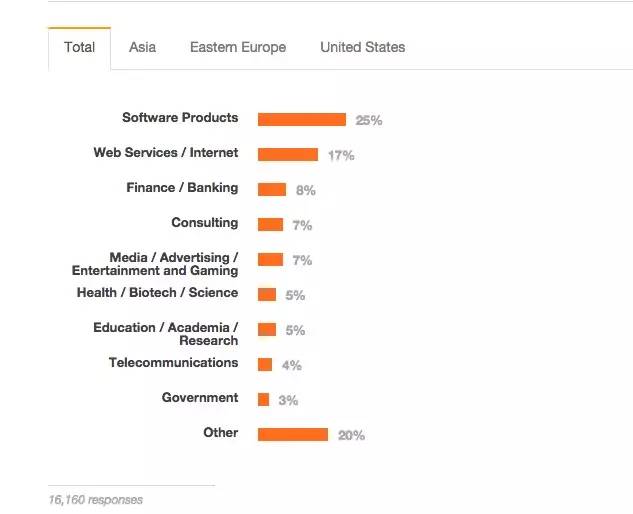 Total Asia Eastern Europe United States
Software Products 25%
Web Services / Internet 17%
Finance / Banking 8%
Consulting 7%
Media / Advertising /
Entertainment and Gaming 7%
Health / Biotech / Science 5%
Education / Academia /
Research 5%
Telecommunications 4%
Government 3%
Other 20%
16,160 responses